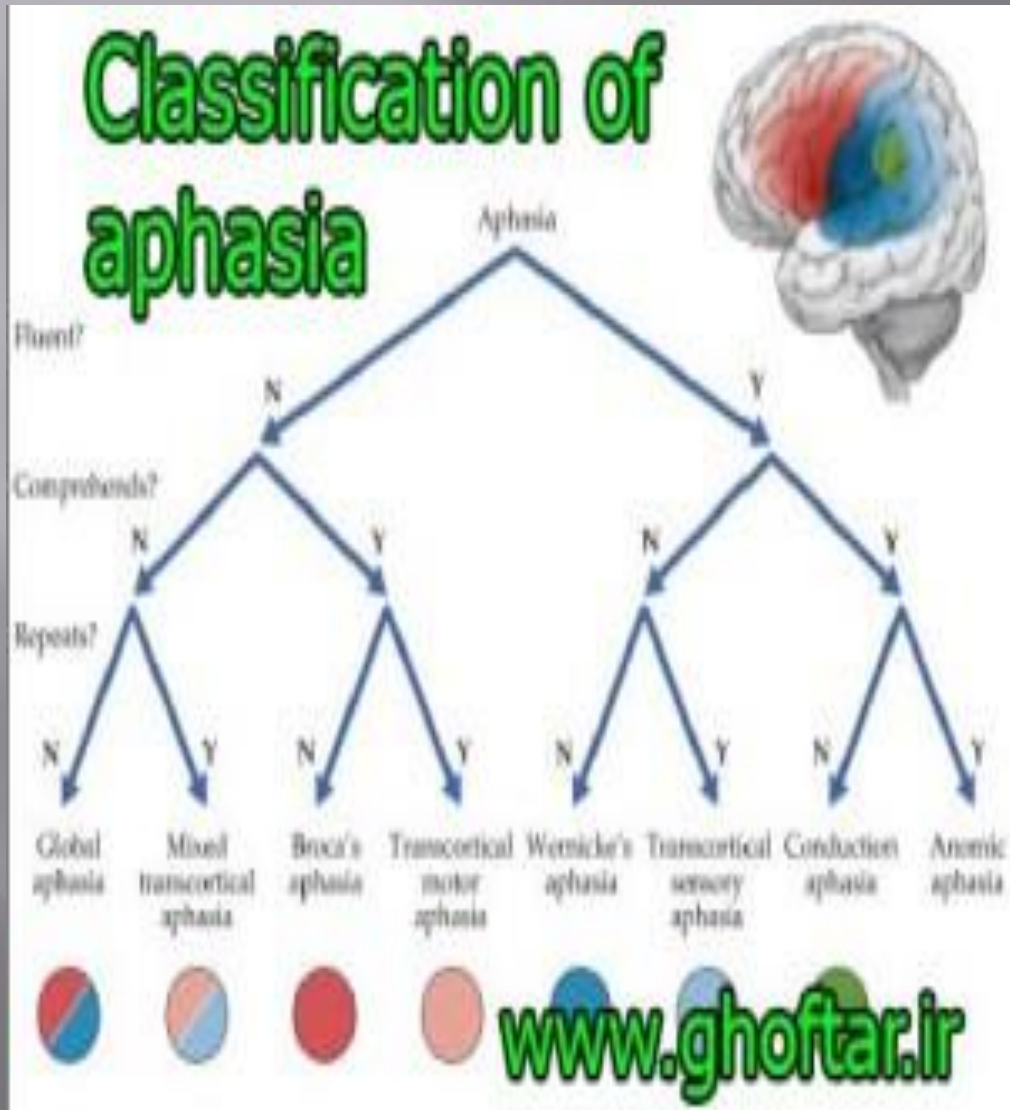 Classification of
aphasia
Aphasia
Fluent?
N Y
Comprehends?
N Y N Y
Repeats?
N Y N Y N Y N Y
Global Mixed Broca's Transcortical Wernicke's Transcortical Conduction Anomic
aphasia transcortical aphasia motor aphasia sensory aphasia aphasia
aphasia aphasia aphasia
www.ghoftar.ir